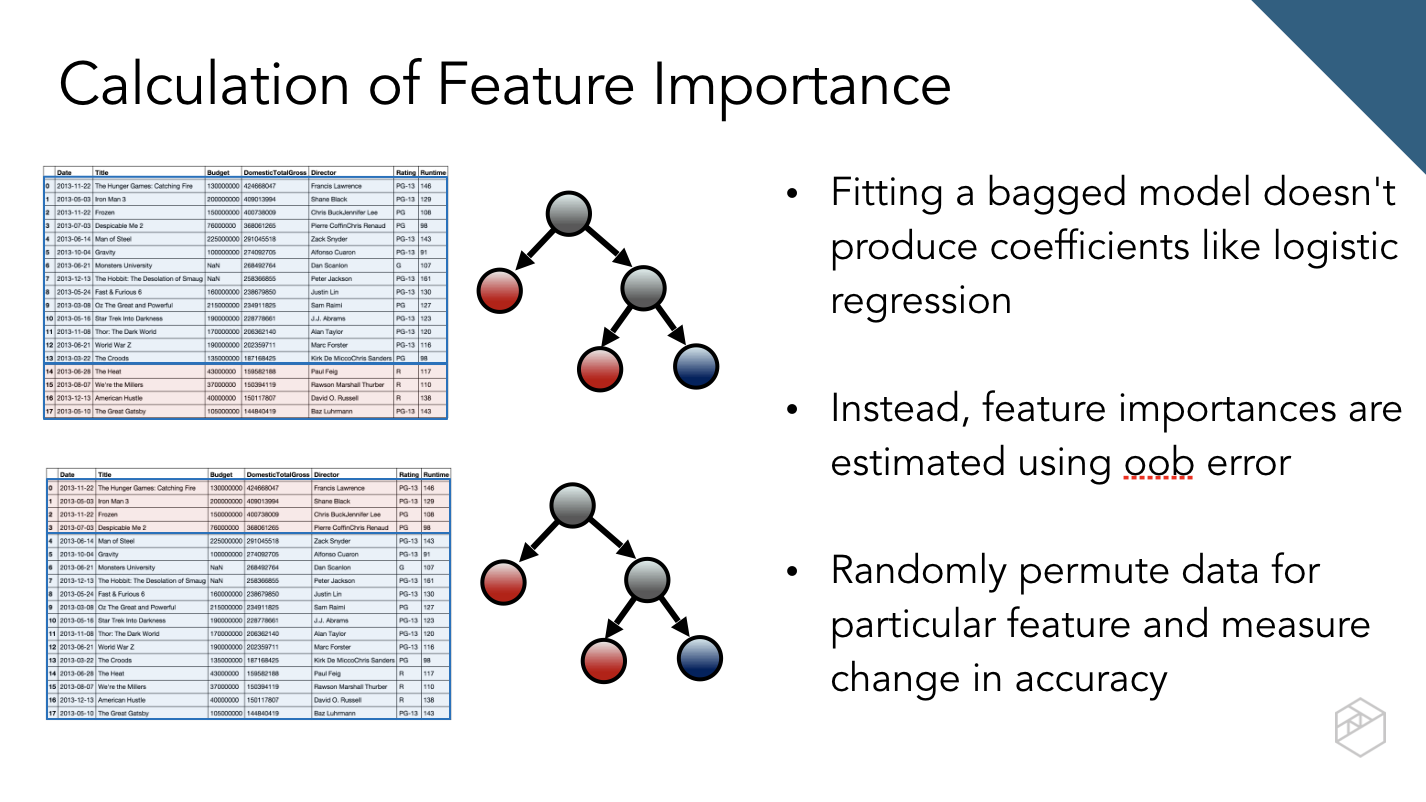 Calculation of Feature Importance
Date Title Budget DomesticTotalGross Director Rating Runtime
0 2013-11-22 The Hunger Games: Catching Fire 130000000 424668047 Francis Lawrence PG-13 146
1 2013-05-03 Iron Man 3 200000000 409013994 Shane Black PG-13 129
2 2013-11-22 Frozen 150000000 400738009 Chris BuckJennifer Lee PG 108
3 2013-07-03 Despicable Me 2 76000000 368061265 Pierre CoffinChris Renaud PG 98
4 2013-06-14 Man of Steel 225000000 291045518 Zack Snyder PG-13 143
5 2013-10-04 Gravity 100000000 274092705 Alfonso Cuaron PG-13 91
6 2013-06-21 Monsters University NaN 268492764 Dan Scanlon G 107
7 2013-12-13 The Hobbit: The Desolation of Smaug NaN 258366855 Peter Jackson PG-13 161
8 2013-05-24 Fast & Furious 6 160000000 238679850 Justin Lin PG-13 130
9 2013-03-08 Oz The Great and Powerful 215000000 234911825 Sam Raimi PG 127
10 2013-05-16 Star Trek Into Darkness 190000000 228778661 J.J. Abrams PG-13 123
11 2013-11-08 Thor: The Dark World 170000000 206362140 Alan Taylor PG-13 120
12 2013-06-21 World War Z 190000000 202359711 Marc Forster PG-13 116
13 2013-03-22 The Croods 135000000 187168425 Kirk De MiccoChris Sanders PG 98
14 2013-06-28 The Heat 43000000 159582188 Paul Feig R 117
15 2013-08-07 We're the Millers 37000000 150394119 Rawson Marshall Thurber R 110
16 2013-12-13 American Hustle 40000000 150117807 David O. Russell R 138
17 2013-05-10 The Great Gatsby 105000000 144840419 Baz Luhrmann PG-13 143
Date Title Budget DomesticTotalGross Director Rating Runtime
0 2013-11-22 The Hunger Games: Catching Fire 130000000 424668047 Francis Lawrence PG-13 146
1 2013-05-03 Iron Man 3 200000000 409013994 Shane Black PG-13 129
2 2013-11-22 Frozen 150000000 400738009 Chris BuckJennifer Lee PG 108
3 2013-07-03 Despicable Me 2 76000000 368061265 Pierre CoffinChris Renaud PG 98
4 2013-06-14 Man of Steel 225000000 291045518 Zack Snyder PG-13 143
5 2013-10-04 Gravity 100000000 274092705 Alfonso Cuaron PG-13 91
6 2013-06-21 Monsters University NaN 268492764 Dan Scanlon G 107
7 2013-12-13 The Hobbit: The Desolation of Smaug NaN 258366855 Peter Jackson PG-13 161
8 2013-05-24 Fast & Furious 6 160000000 238679850 Justin Lin PG-13 130
9 2013-03-08 Oz The Great and Powerful 215000000 234911825 Sam Raimi PG 127
10 2013-05-16 Star Trek Into Darkness 190000000 228778661 J.J. Abrams PG-13 123
11 2013-11-08 Thor: The Dark World 170000000 206362140 Alan Taylor PG-13 120
12 2013-06-21 World War Z 190000000 202359711 Marc Forster PG-13 116
13 2013-03-22 The Croods 135000000 187168425 Kirk De MiccoChris Sanders PG 98
14 2013-06-28 The Heat 43000000 159582188 Paul Feig R 117
15 2013-08-07 We're the Millers 37000000 150394119 Rawson Marshall Thurber R 110
16 2013-12-13 American Hustle 40000000 150117807 David O. Russell R 138
17 2013-05-10 The Great Gatsby 105000000 144840419 Baz Luhrmann PG-13 143
• Fitting a bagged model doesn't
produce coefficients like logistic
regression
• Instead, feature importances are
estimated using oob error
• Randomly permute data for
particular feature and measure
change in accuracy